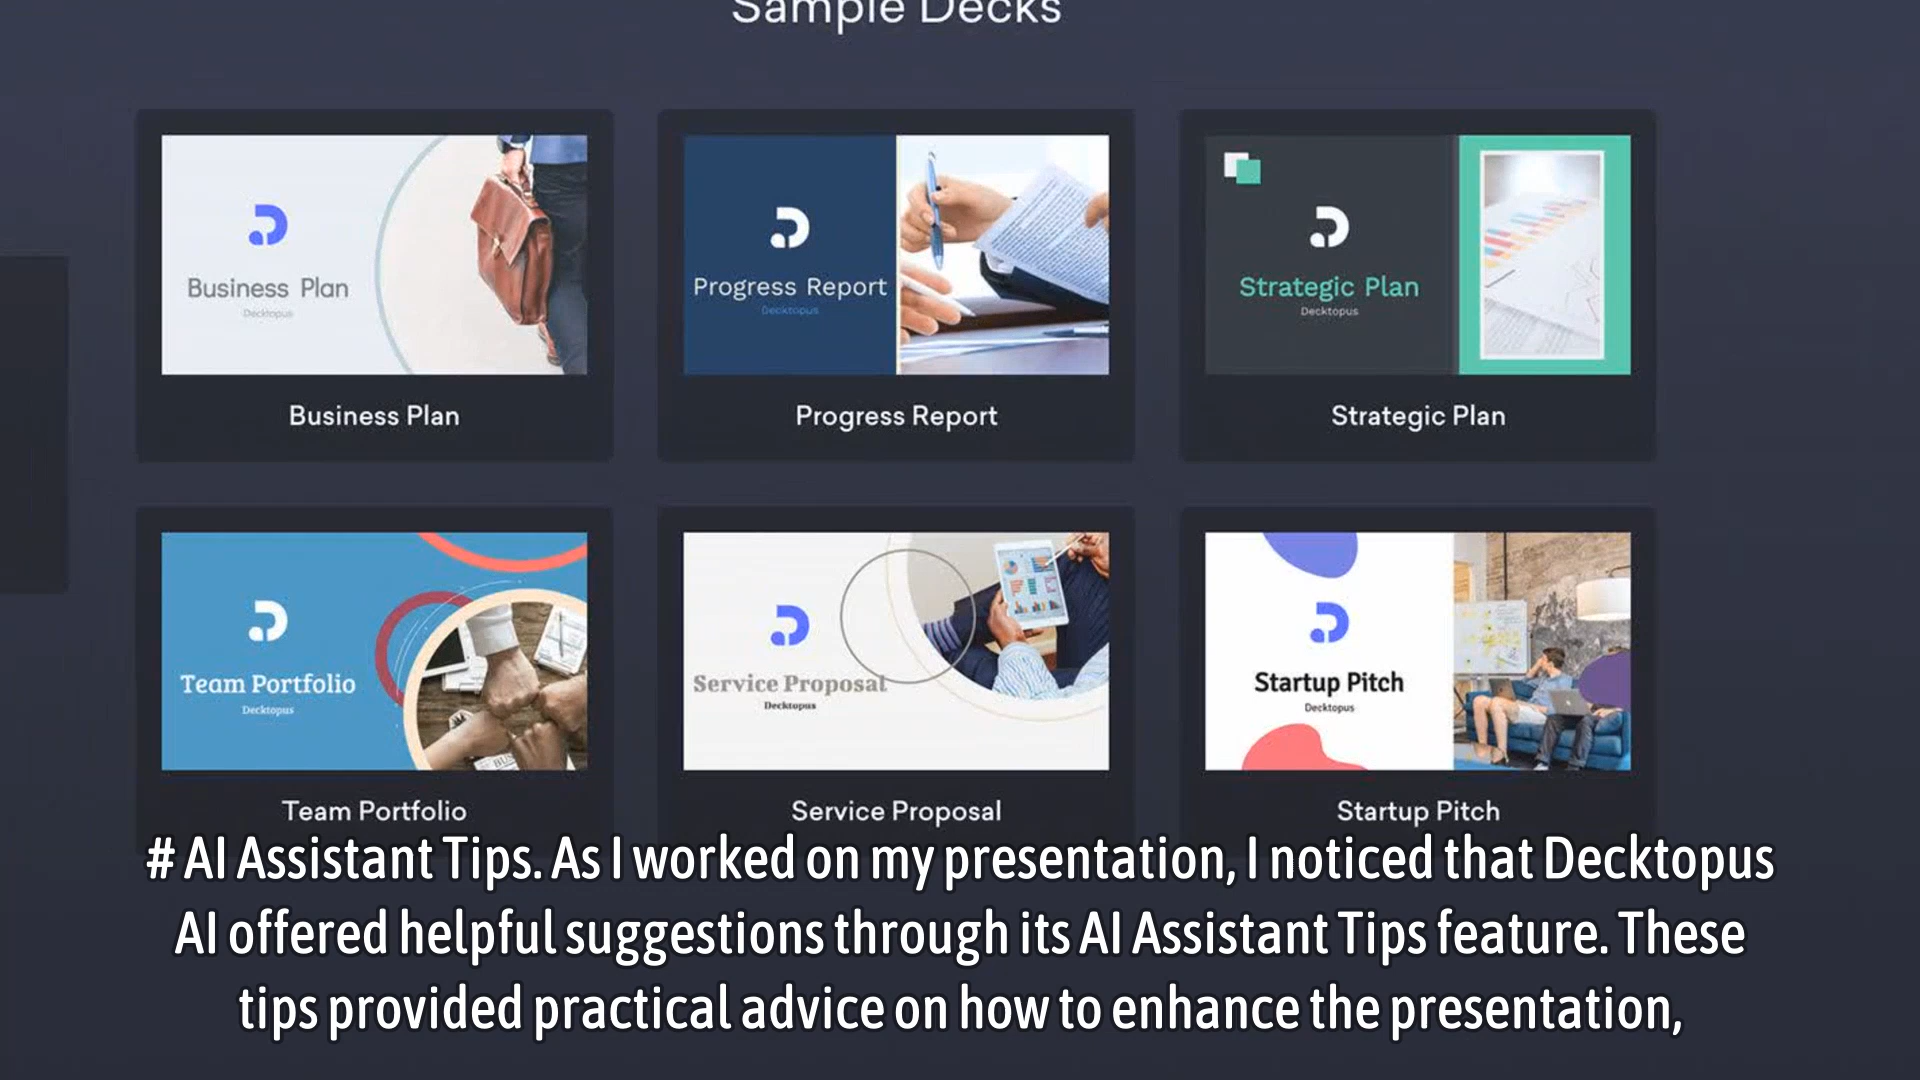 Sample Decks
Business Plan
Decktopus
Progress Report
Decktopus
Strategic Plan
Decktopus
Business Plan
Progress Report
Strategic Plan
Team Portfolio
Decktopus
Service Proposal
Decktopus
Startup Pitch
Decktopus
Team Portfolio
Service Proposal
Startup Pitch
# AI Assistant Tips. As I worked on my presentation, I noticed that Decktopus
AI offered helpful suggestions through its AI Assistant Tips feature. These
tips provided practical advice on how to enhance the presentation,